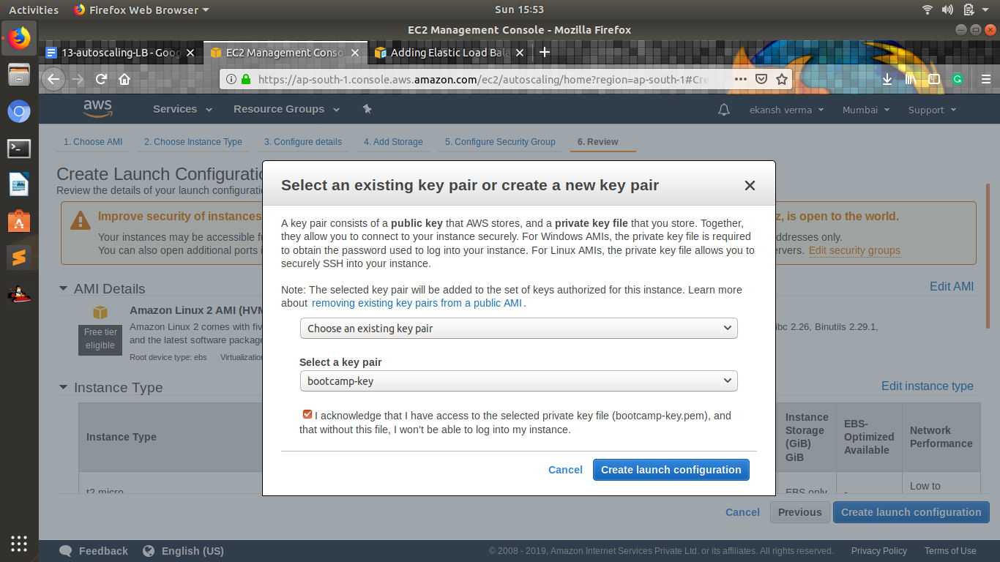 Activities
Firefox Web Browser
Sun 15:53
EC2 Management Console - Mozilla Firefox
13-autoscaling-LB - Goog
EC2 Management Conso
Adding Elastic Load Bala
https://ap-south-1.console.aws.amazon.com/ec2/autoscaling/home?region=ap-south-1#Cre
aws
Services
Resource Groups
ekansh verma
Mumbai
Support
1. Choose AMI
2. Choose Instance Type
3. Configure details
4. Add Storage
5. Configure Security Group
6. Review
Create Launch Configuratio
Review the details of your launch configuratio
Improve security of instances
z, is open to the world.
Your instances may be accessible f
ddresses only.
You can also open additional ports i
ervers. Edit security groups
AMI Details
Edit AMI
Free tier
eligible
Amazon Linux 2 AMI (HVM
Amazon Linux 2 comes with fiv
ibc 2.26, Binutils 2.29.1,
and the latest software package
Root device type: ebs
Virtualization
Instance Type
Edit instance type
Instance Type
Instance
Storage
(GiB)
GiB
EBS-
Optimized
Available
Network
Performance
t2.micro
EBS only
-
Low to
Select an existing key pair or create a new key pair
A key pair consists of a public key that AWS stores, and a private key file that you store. Together,
they allow you to connect to your instance securely. For Windows AMIs, the private key file is required
to obtain the password used to log into your instance. For Linux AMIs, the private key file allows you to
securely SSH into your instance.
Note: The selected key pair will be added to the set of keys authorized for this instance. Learn more
about removing existing key pairs from a public AMI.
Choose an existing key pair
Select a key pair
bootcamp-key
I acknowledge that I have access to the selected private key file (bootcamp-key.pem), and
that without this file, I won't be able to log into my instance.
Cancel
Create launch configuration
Cancel
Previous
Create launch configuration
Feedback
English (US)
© 2008 - 2019, Amazon Internet Services Private Ltd. or its affiliates. All rights reserved.
Privacy Policy
Terms of Use